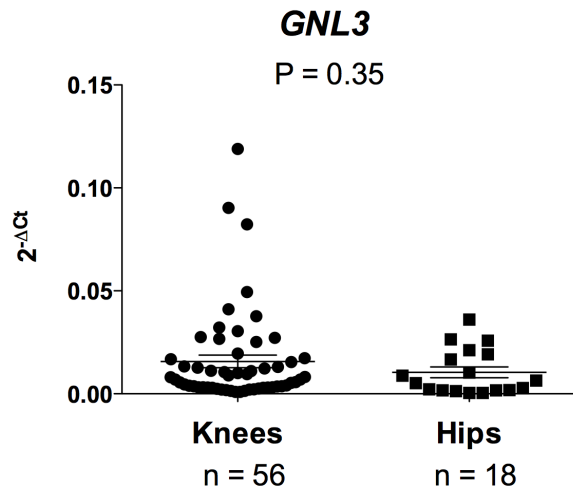 GNL3
P = 0.35
0.15
0.10
0.05
0.00
2-ΔCt
Knees
Hips
n = 56
n = 18